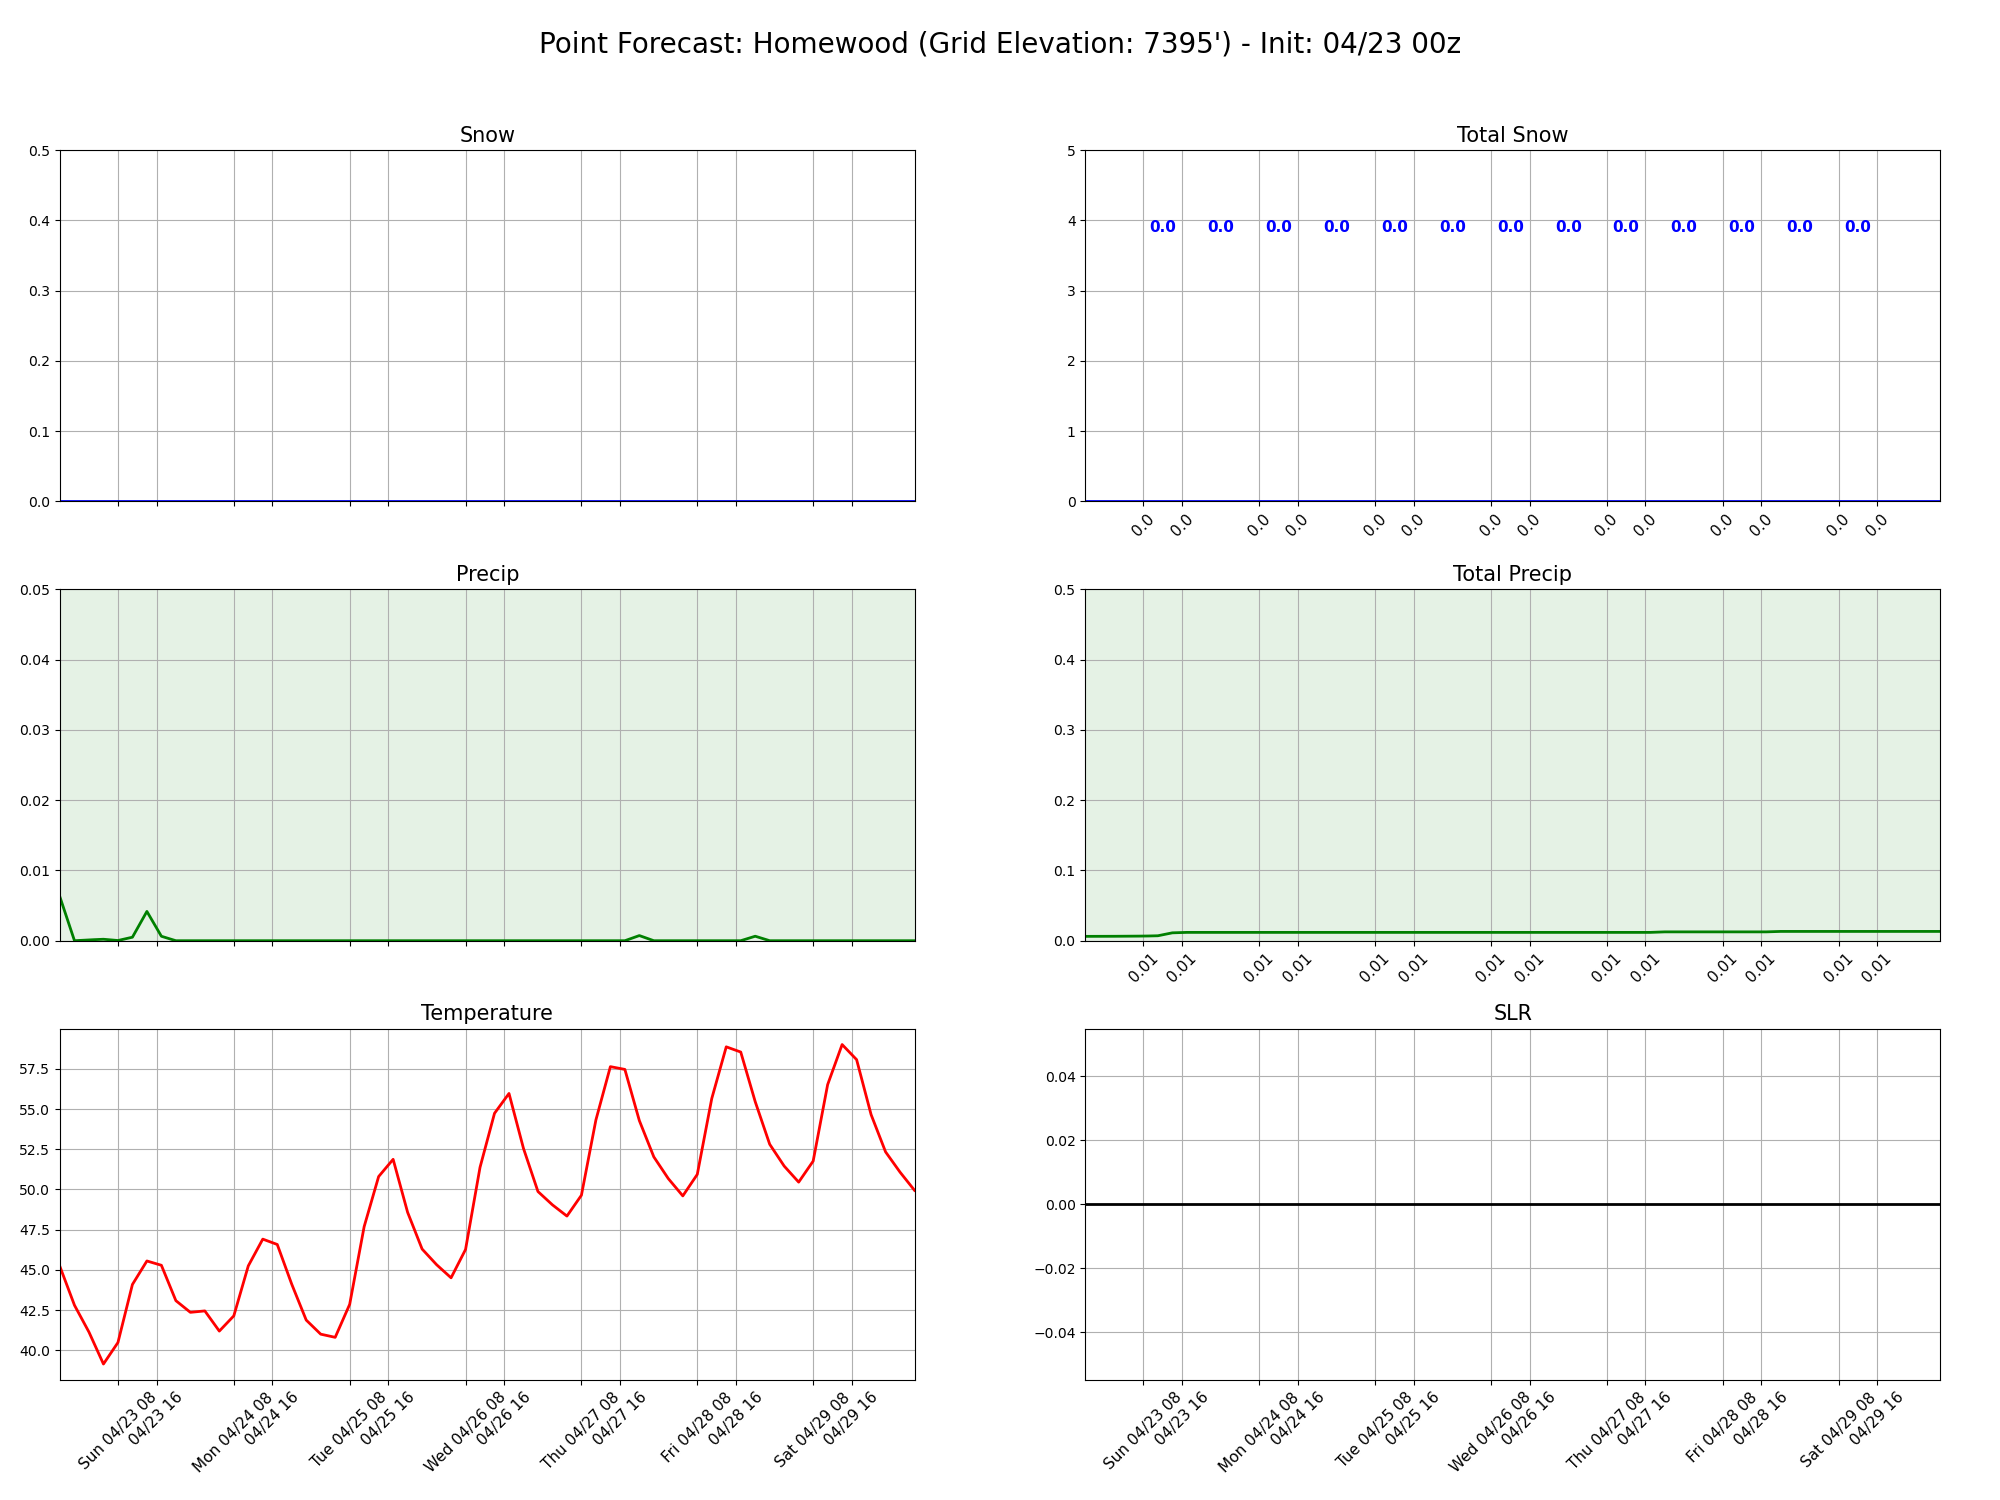 Point Forecast: Homewood (Grid Elevation: 7395') - Init: 04/23 00z
Snow
0.5
0.4
0.3
0.2
0.1
0.0
Total Snow
5
4
3
2
1
0
0.0 0.0 0.0 0.0 0.0 0.0 0.0 0.0 0.0 0.0 0.0 0.0 0.0
0.0 0.0 0.0 0.0 0.0 0.0 0.0 0.0 0.0 0.0 0.0 0.0 0.0 0.0
Precip
0.05
0.04
0.03
0.02
0.01
0.00
Total Precip
0.5
0.4
0.3
0.2
0.1
0.0
0.01 0.01 0.01 0.01 0.01 0.01 0.01 0.01 0.01 0.01 0.01 0.01 0.01 0.01
Temperature
57.5
55.0
52.5
50.0
47.5
45.0
42.5
40.0
Sun 04/23 08
04/23 16
Mon 04/24 08
04/24 16
Tue 04/25 08
04/25 16
Wed 04/26 08
04/26 16
Thu 04/27 08
04/27 16
Fri 04/28 08
04/28 16
Sat 04/29 08
04/29 16
SLR
0.04
0.02
0.00
−0.02
−0.04
Sun 04/23 08
04/23 16
Mon 04/24 08
04/24 16
Tue 04/25 08
04/25 16
Wed 04/26 08
04/26 16
Thu 04/27 08
04/27 16
Fri 04/28 08
04/28 16
Sat 04/29 08
04/29 16